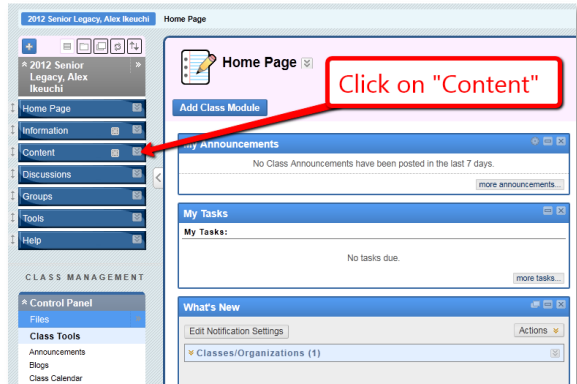 2012 Senior Legacy, Alex Ikeuchi
Home Page
2012 Senior
Legacy, Alex
Ikeuchi
Home Page
Information
Content
Discussions
Groups
Tools
Help
CLASS MANAGEMENT
Control Panel
Files
Class Tools
Announcements
Blogs
Class Calendar
Home Page
Click on "Content"
Add Class Module
My Announcements
No Class Announcements have been posted in the last 7 days.
more announcements...
My Tasks
My Tasks:
No tasks due.
more tasks...
What's New
Edit Notification Settings
Actions
Classes/Organizations (1)